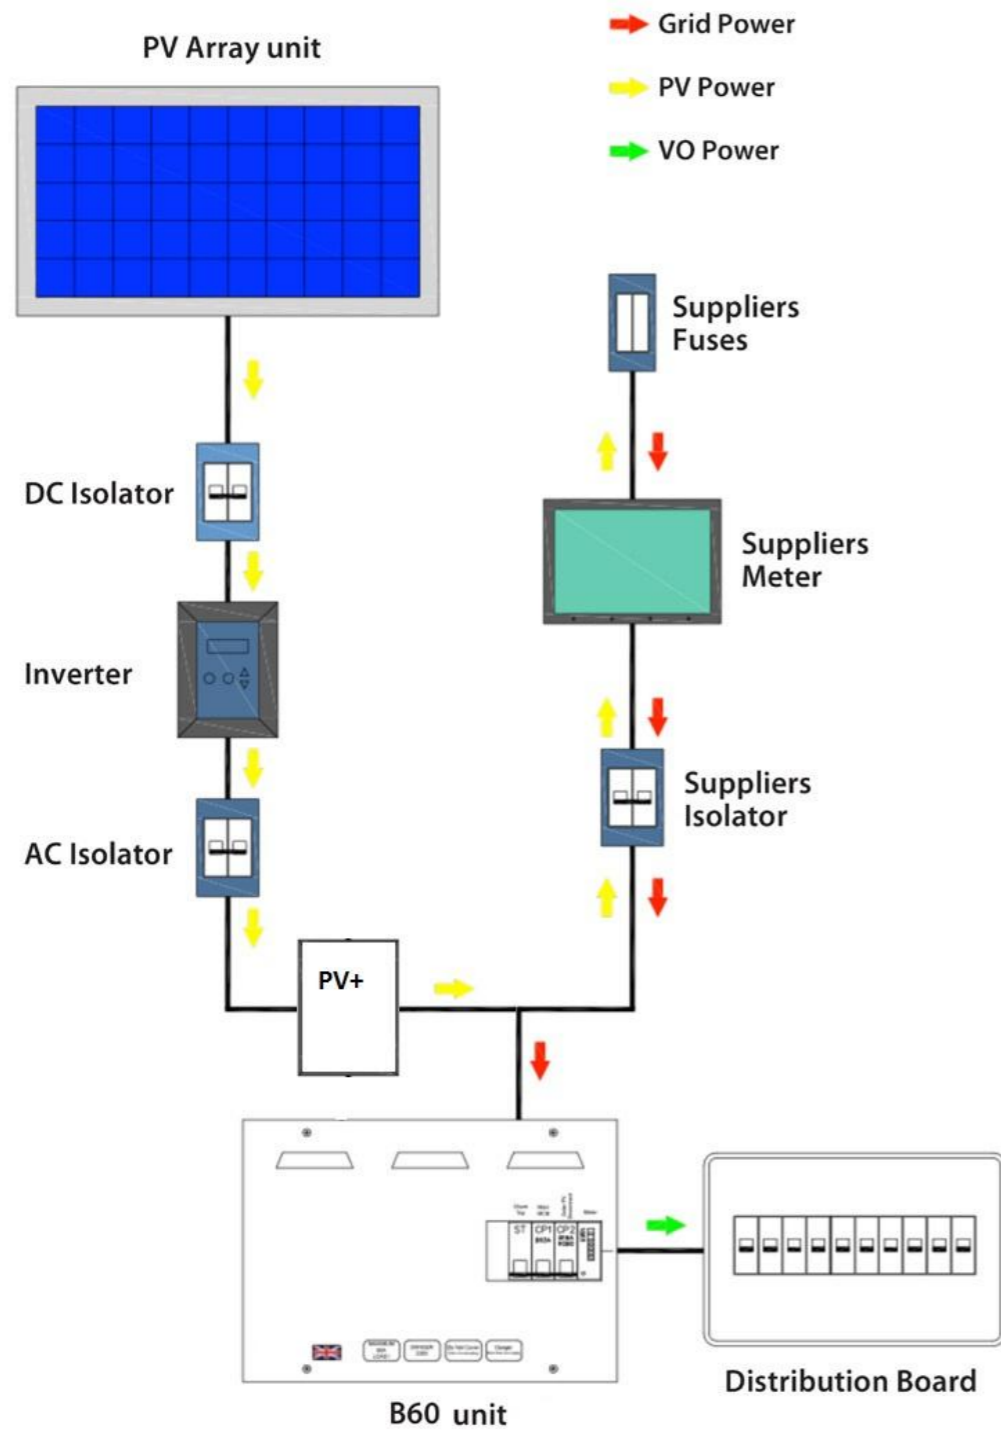 Grid Power
PV Array unit
PV Power
VO Power
Suppliers
Fuses
DC Isolator
Suppliers
Meter
Inverter
Suppliers
Isolator
AC Isolator
PV+
ST
CP1
CP2
Distribution Board
B60 unit